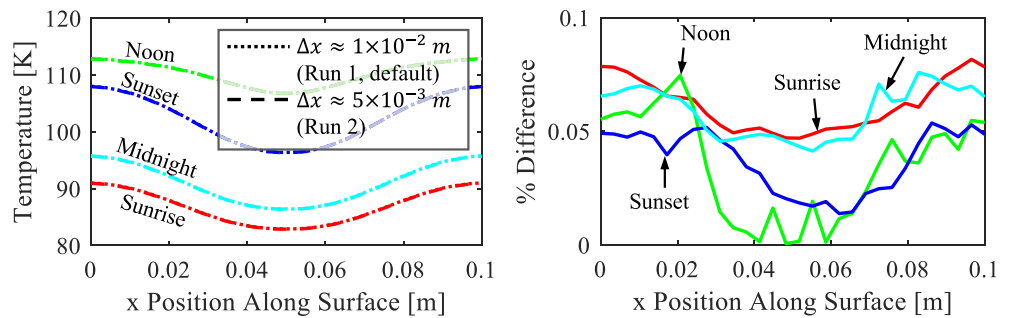 120
110
100
90
80
Temperature [K]
Noon
Sunset
Midnight
Sunrise
Δx ≈ 1×10⁻² m
(Run 1, default)
Δx ≈ 5×10⁻³ m
(Run 2)
0 0.02 0.04 0.06 0.08 0.1
x Position Along Surface [m]
0.1
0.05
0
% Difference
Noon
Midnight
Sunrise
Sunset
0 0.02 0.04 0.06 0.08 0.1
x Position Along Surface [m]